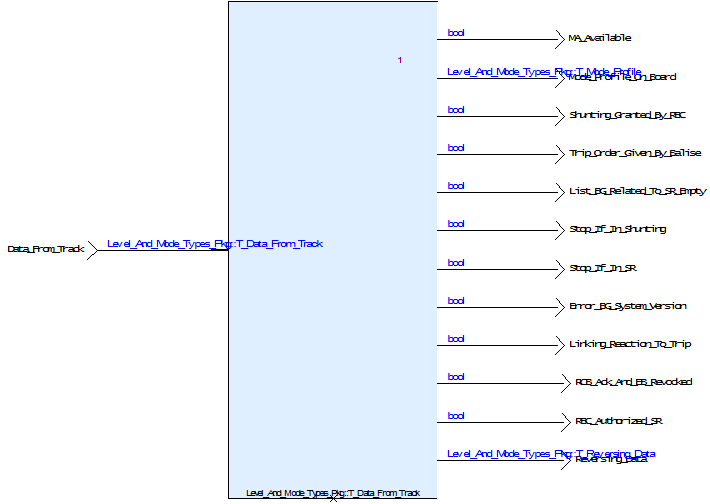 bool
MA_Available
1
Level_And_Mode_Types_Pkg::T_Mode_Profile
Mode_Profile_On_Board
bool
Shunting_Granted_By_RBC
bool
Trip_Order_Given_By_Balise
bool
List_BG_Related_To_SR_Empty
bool
Stop_If_In_Shunting
Data_From_Track
Level_And_Mode_Types_Pkg::T_Data_From_Track
bool
Stop_If_In_SR
bool
Error_BG_System_Version
bool
Linking_Reaction_To_Trip
bool
ROS_Ack_And_EB_Revocked
bool
RBC_Authorized_SR
Level_And_Mode_Types_Pkg::T_Reversing_Data
Reversing_Data
Level_And_Mode_Types_Pkg::T_Data_From_Track